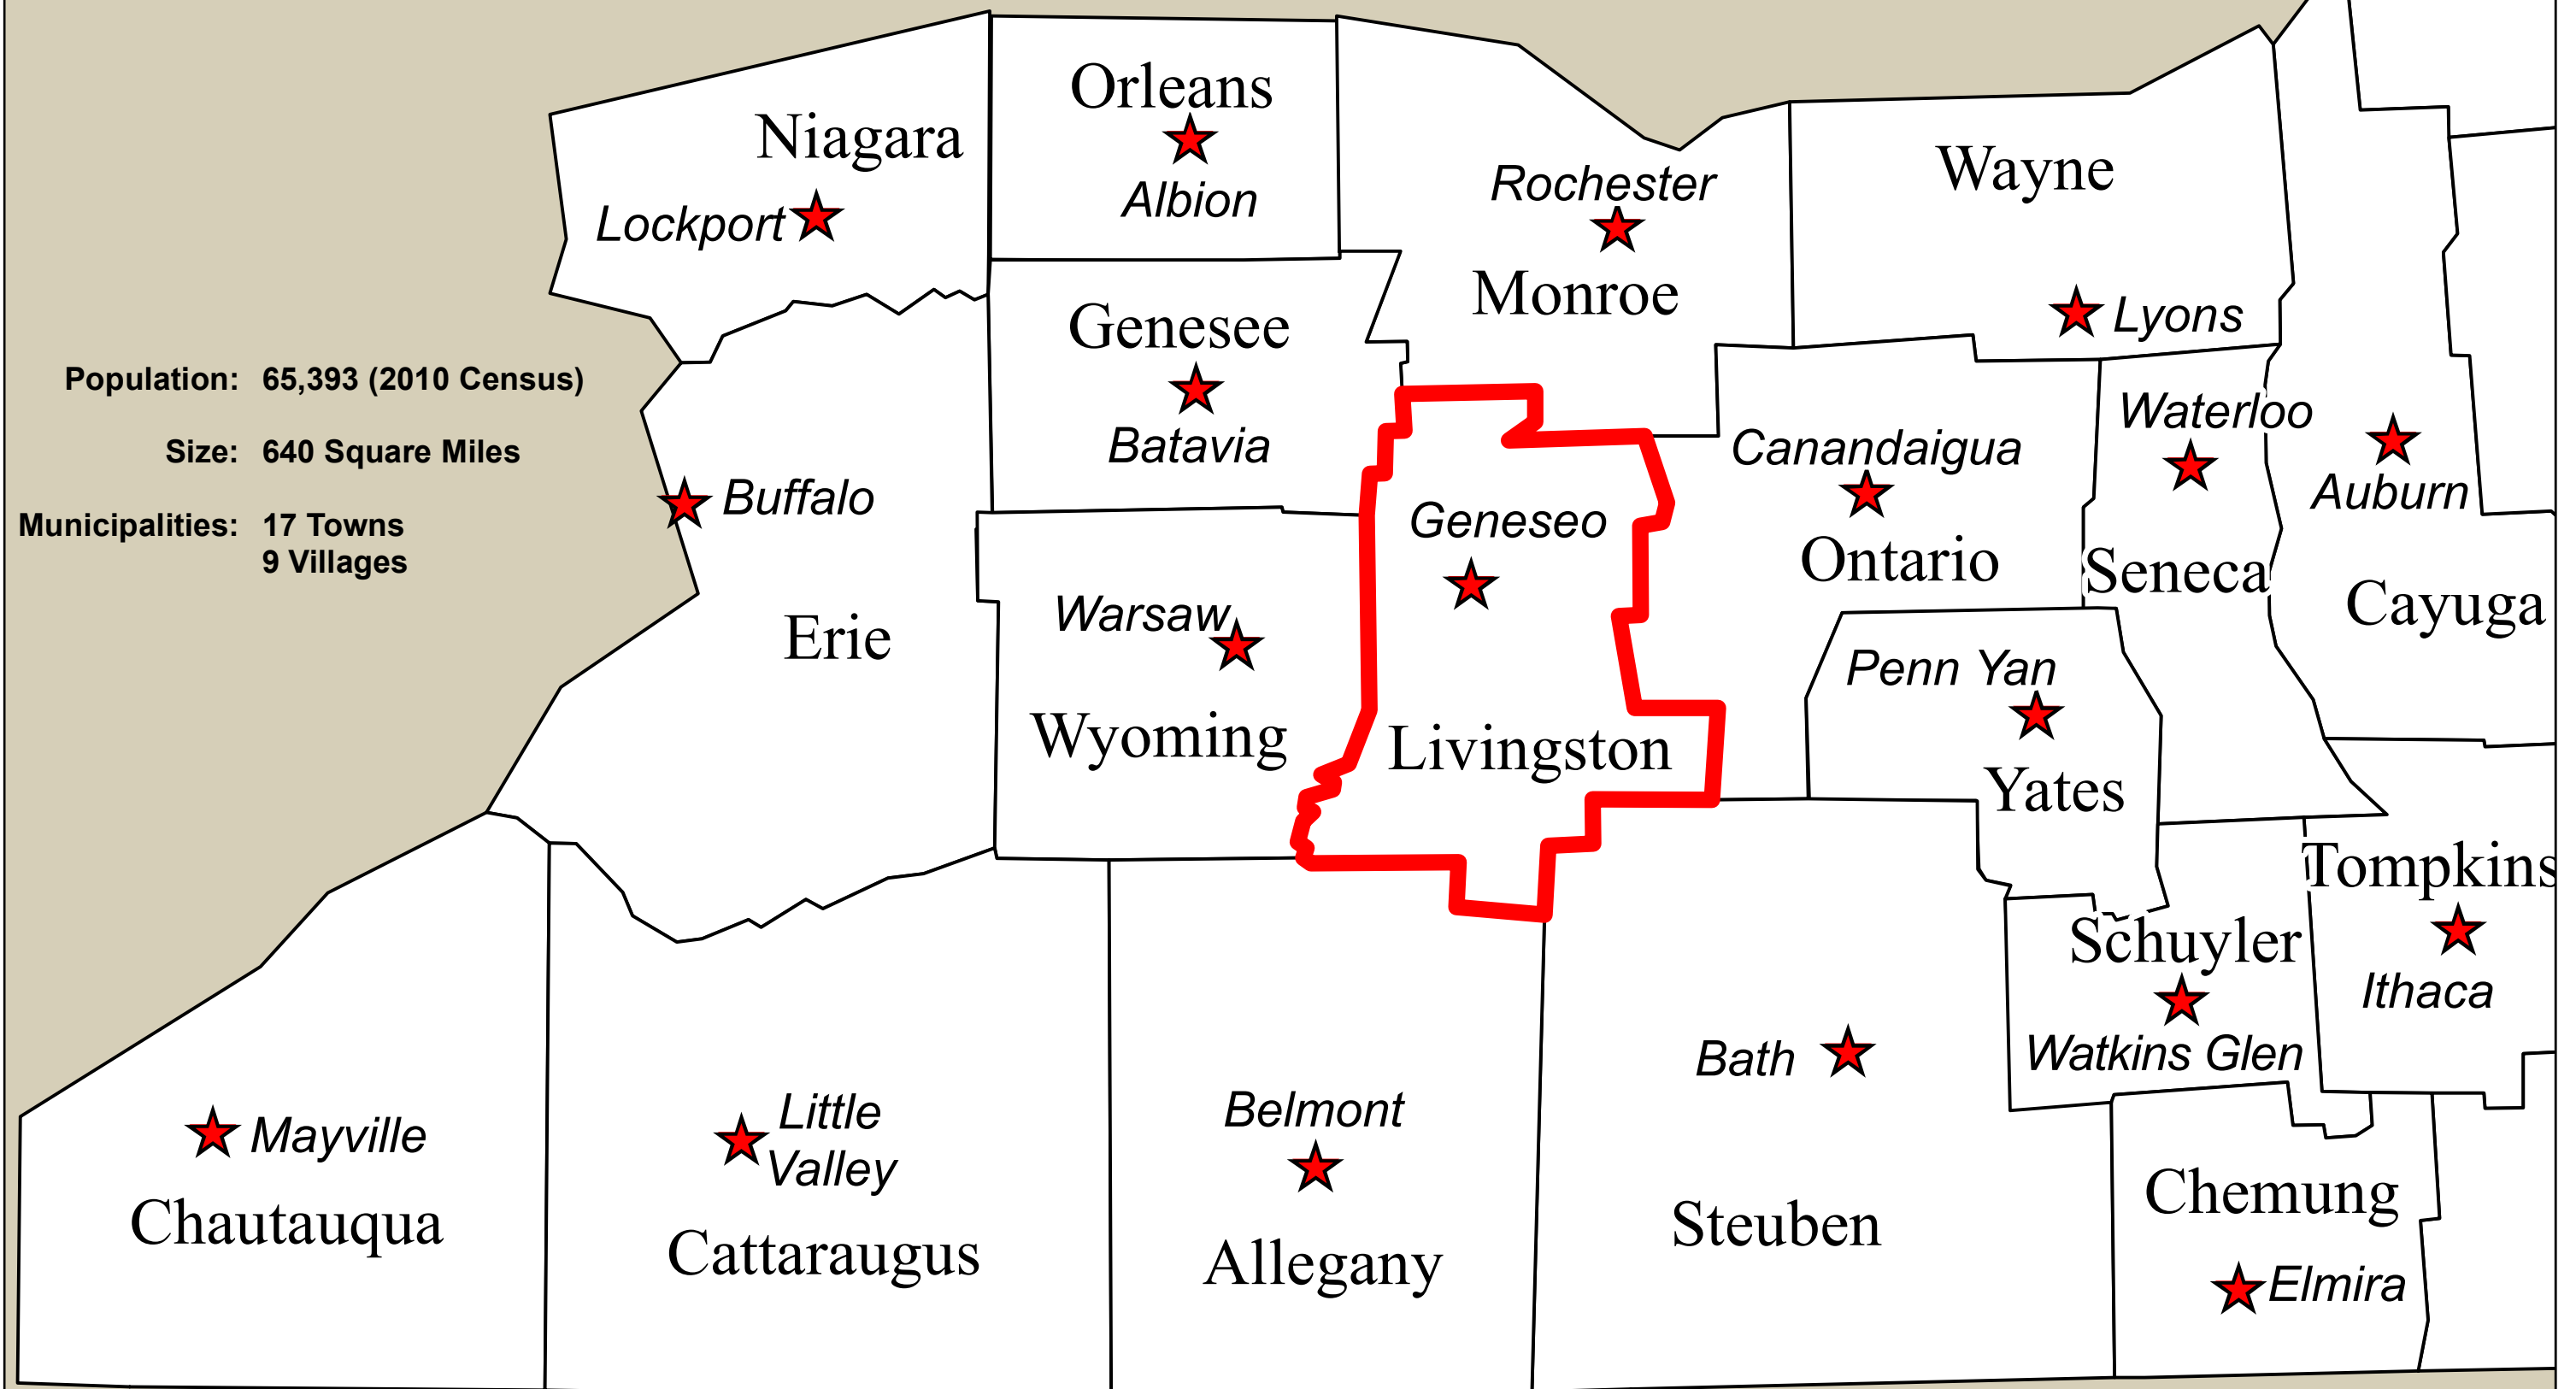 Orleans
Niagara
Albion
Lockport
Rochester
Monroe
Wayne
Lyons
Genesee
Batavia
Population: 65,393 (2010 Census)
Size: 640 Square Miles
Municipalities: 17 Towns
9 Villages
Buffalo
Erie
Warsaw
Wyoming
Geneseo
Livingston
Canandaigua
Ontario
Waterloo
Seneca
Auburn
Cayuga
Penn Yan
Yates
Tompkins
Ithaca
Schuyler
Watkins Glen
Mayville
Chautauqua
Little
Valley
Cattaraugus
Belmont
Allegany
Bath
Steuben
Chemung
Elmira